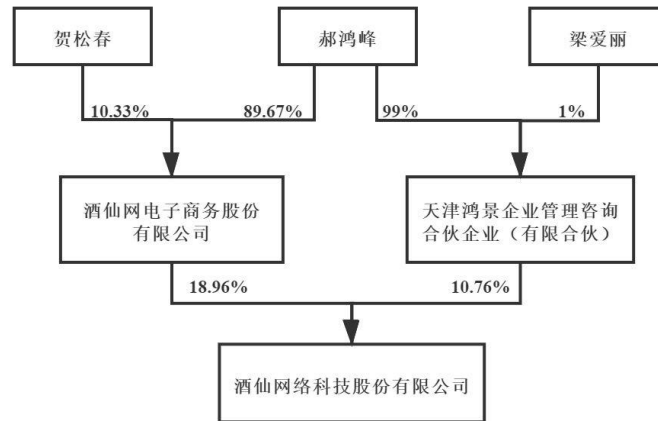 贺松春
郝鸿峰
梁爱丽
10.33%
89.67%
99%
1%
酒仙网电子商务股份
有限公司
天津鸿景企业管理咨询
合伙企业（有限合伙）
18.96%
10.76%
酒仙网络科技股份有限公司